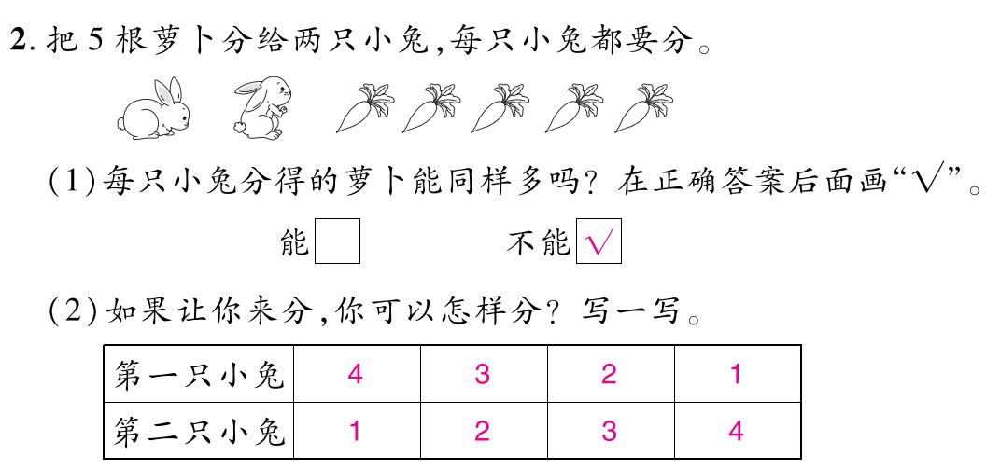 2. 把 5 根萝卜分给两只小兔,每只小兔都要分。
(1)每只小兔分得的萝卜能同样多吗? 在正确答案后面画“√”。
能 不能 √
(2)如果让你来分,你可以怎样分? 写一写。
第一只小兔 4 3 2 1
第二只小兔 1 2 3 4